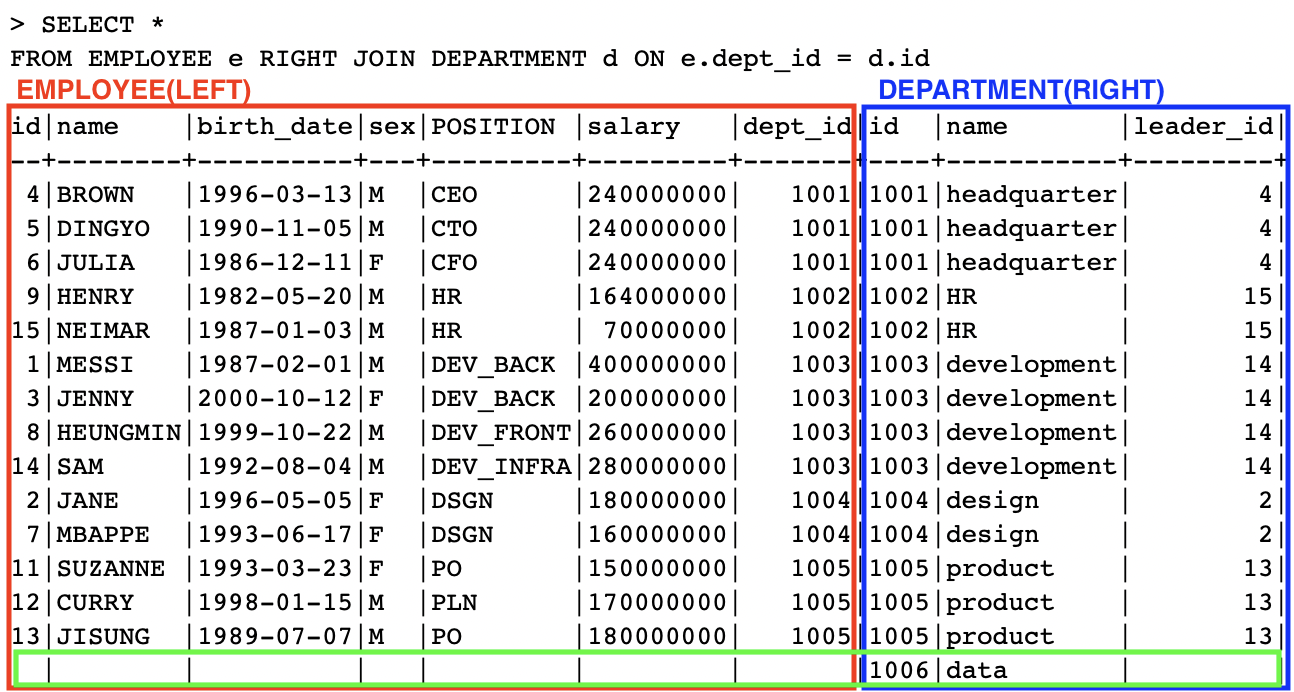 > SELECT *
FROM EMPLOYEE e RIGHT JOIN DEPARTMENT d ON e.dept_id = d.id
EMPLOYEE(LEFT) DEPARTMENT(RIGHT)
id|name    |birth_date|sex|POSITION |salary   |dept_id|id  |name       |leader_id|
--+--------+----------+---+---------+---------+-------+----+-----------+---------+
 4|BROWN   |1996-03-13|M  |CEO      |240000000|   1001|1001|headquarter|        4|
 5|DINGYO  |1990-11-05|M  |CTO      |240000000|   1001|1001|headquarter|        4|
 6|JULIA   |1986-12-11|F  |CFO      |240000000|   1001|1001|headquarter|        4|
 9|HENRY   |1982-05-20|M  |HR       |164000000|   1002|1002|HR         |       15|
15|NEIMAR  |1987-01-03|M  |HR       | 70000000|   1002|1002|HR         |       15|
 1|MESSI   |1987-02-01|M  |DEV_BACK |400000000|   1003|1003|development|       14|
 3|JENNY   |2000-10-12|F  |DEV_BACK |200000000|   1003|1003|development|       14|
 8|HEUNGMIN|1999-10-22|M  |DEV_FRONT|260000000|   1003|1003|development|       14|
14|SAM     |1992-08-04|M  |DEV_INFRA|280000000|   1003|1003|development|       14|
 2|JANE    |1996-05-05|F  |DSGN     |180000000|   1004|1004|design     |        2|
 7|MBAPPE  |1993-06-17|F  |DSGN     |160000000|   1004|1004|design     |        2|
11|SUZANNE |1993-03-23|F  |PO       |150000000|   1005|1005|product    |       13|
12|CURRY   |1998-01-15|M  |PLN      |170000000|   1005|1005|product    |       13|
13|JISUNG  |1989-07-07|M  |PO       |180000000|   1005|1005|product    |       13|
  |        |          |   |         |         |       |1006|data       |         |